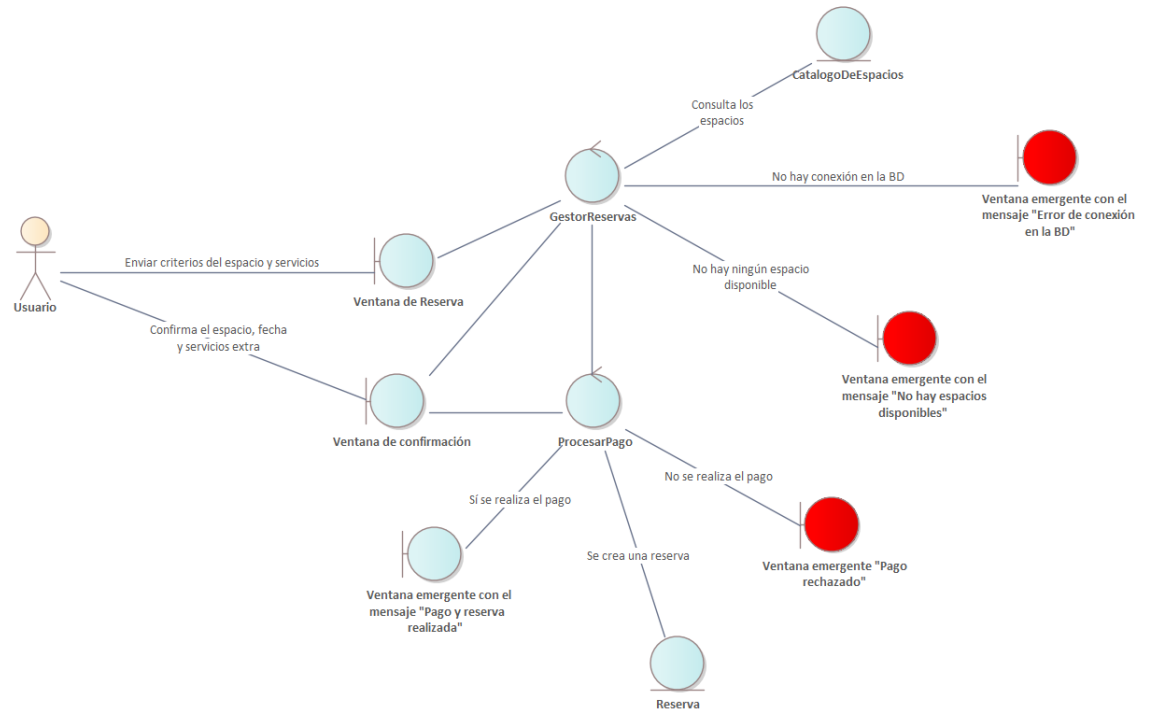 CatalogoDeEspacios
Consulta los
espacios
No hay conexión en la BD
Ventana emergente con el
mensaje "Error de conexión
en la BD"
GestorReservas
Enviar criterios del espacio y servicios
Ventana de Reserva
No hay ningún espacio
disponible
Usuario
Confirma el espacio, fecha
y servicios extra
Ventana emergente con el
mensaje "No hay espacios
disponibles"
Ventana de confirmación
ProcesarPago
No se realiza el pago
Sí se realiza el pago
Se crea una reserva
Ventana emergente "Pago
rechazado"
Ventana emergente con el
mensaje "Pago y reserva
realizada"
Reserva